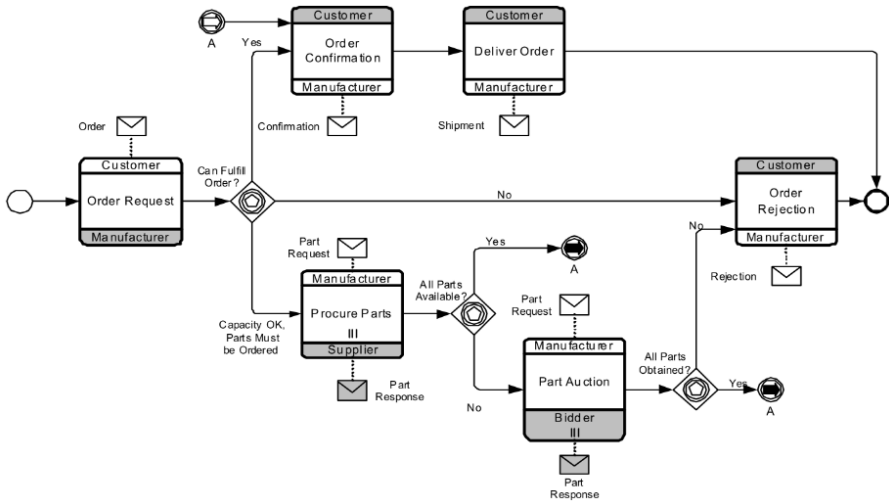 Customer
Order
Confirmation
Manufacturer
Customer
Deliver Order
Manufacturer
A
Yes
Confirmation
Shipment
Order
Customer
Order Request
Manufacturer
Can Fulfill
Order?
No
Customer
Order
Rejection
Manufacturer
Rejection
Capacity OK,
Parts Must
be Ordered
Part
Request
Manufacturer
Procure Parts
Supplier
Part
Response
All Parts
Available?
Yes
A
No
Part
Request
Manufacturer
Part Auction
Bidder
Part
Response
All Parts
Obtained?
No
Yes
A